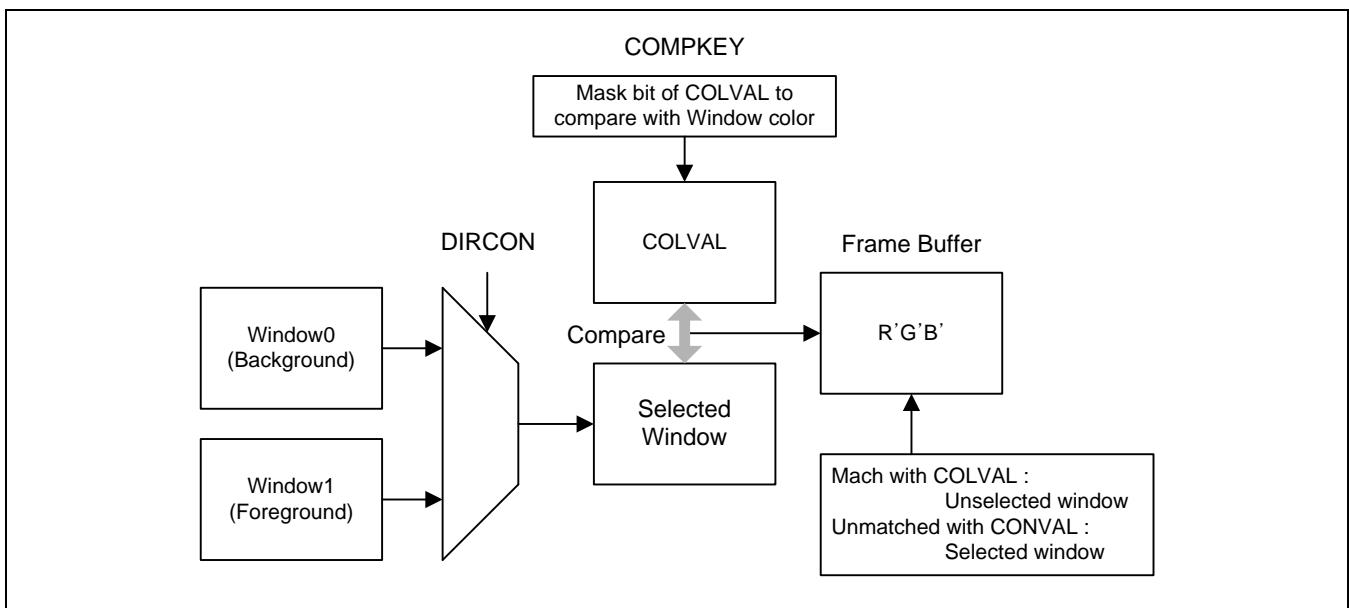 COMPKEY
Mask bit of COLVAL to
compare with Window color
COLVAL
DIRCON
Frame Buffer
Window0
(Background)
Compare
R'G'B'
Selected
Window
Window1
(Foreground)
Mach with COLVAL :
Unselected window
Unmatched with CONVAL :
Selected window